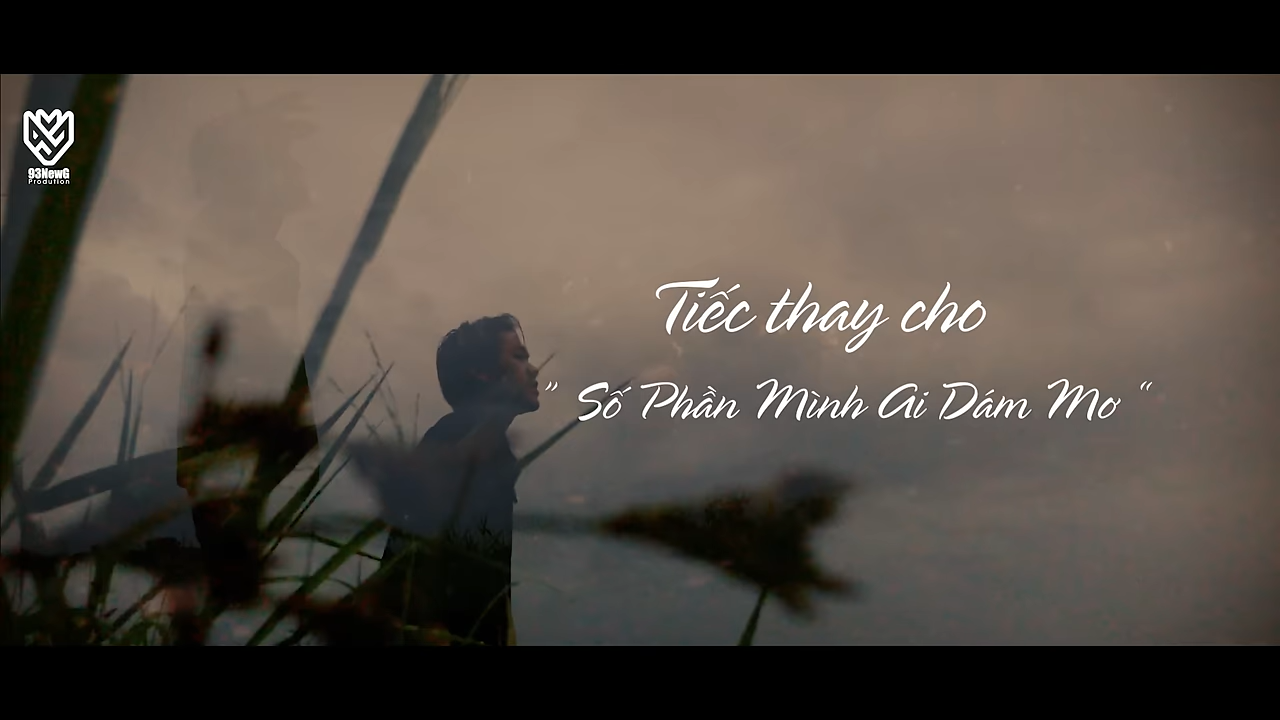 93NewG
Prodution
Tiếc thay cho
" Số Phần Mình Ai Dám Mơ "